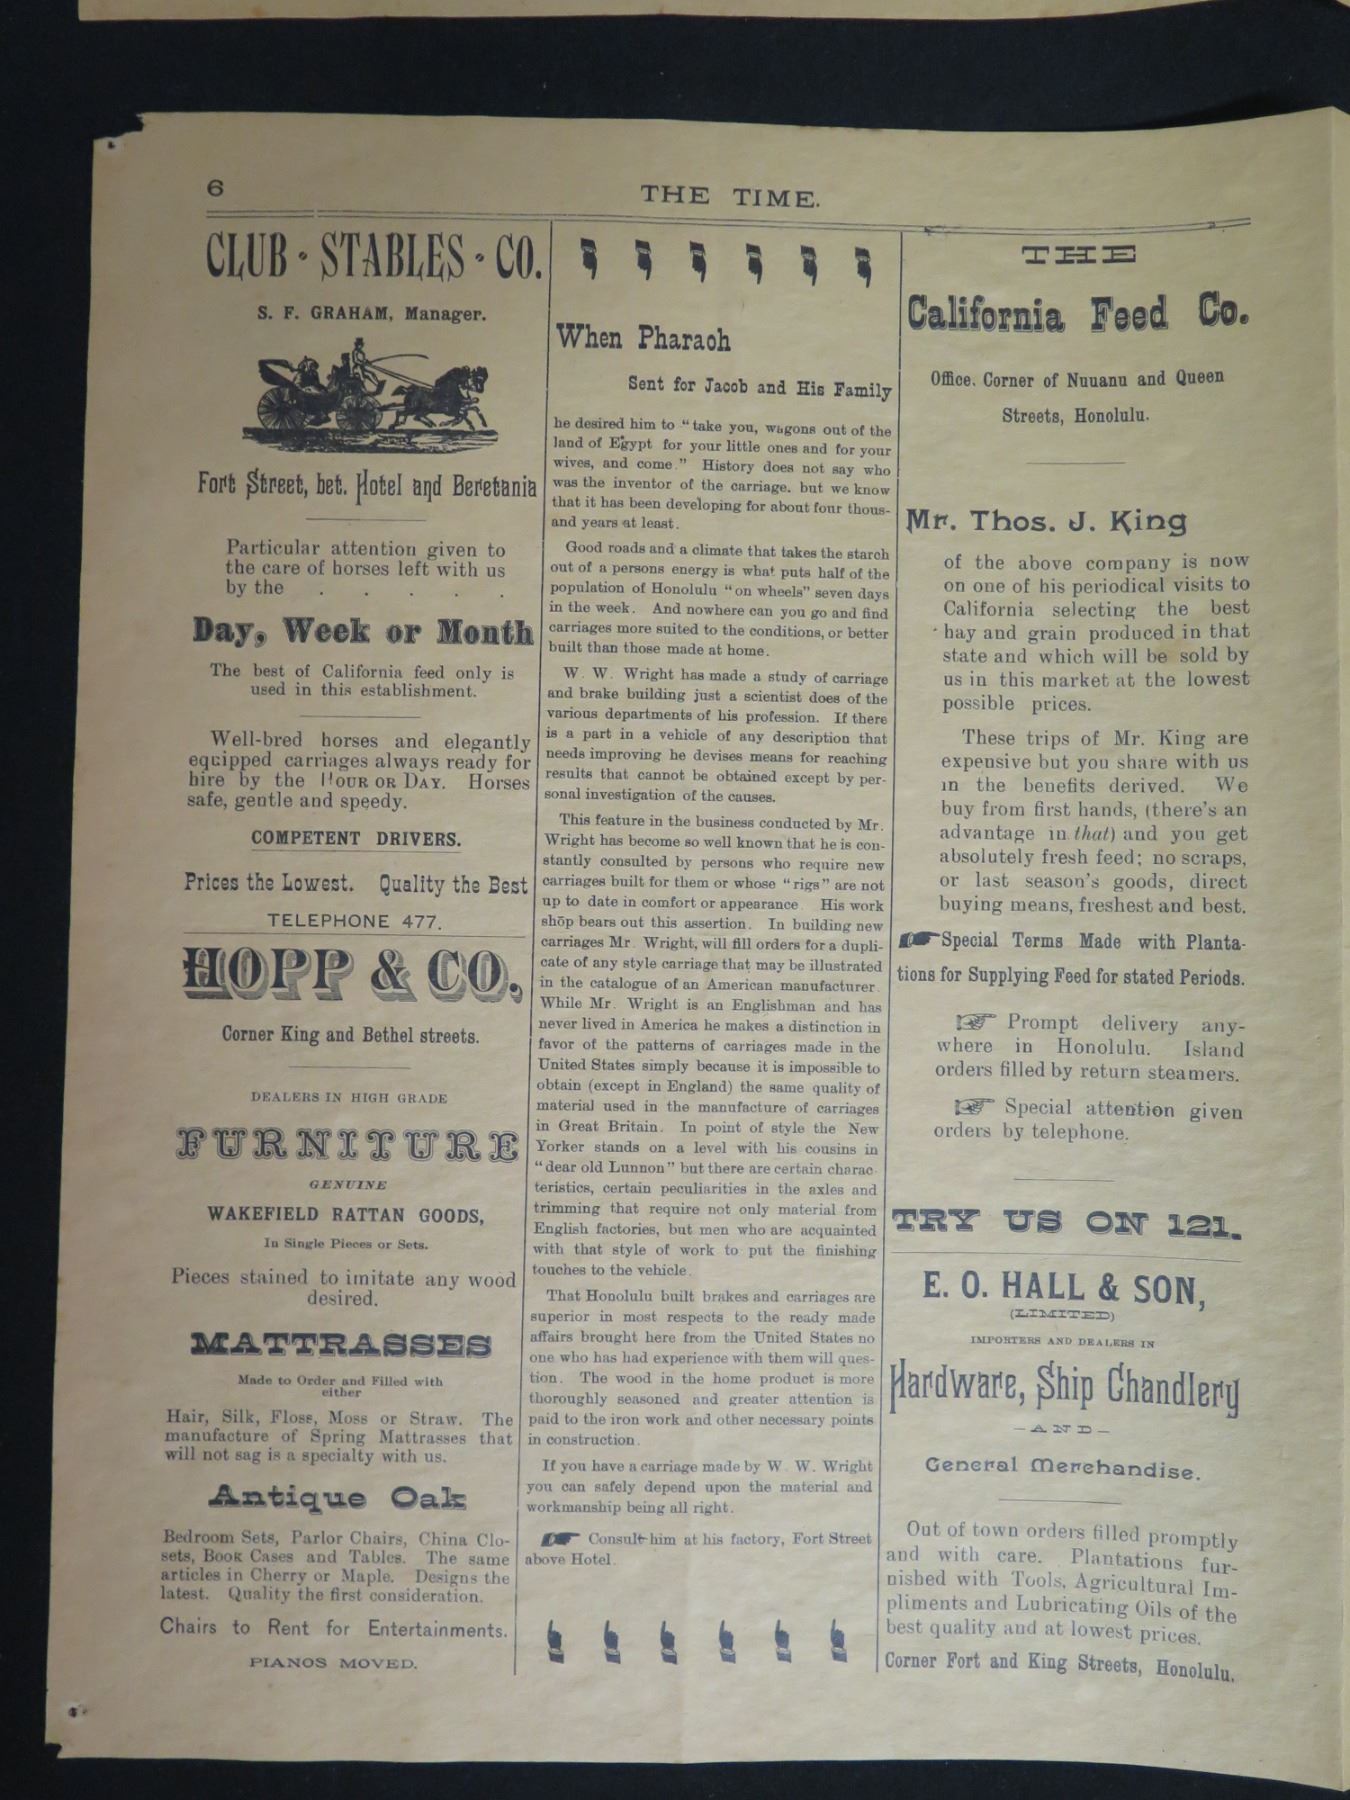 6
THE TIME.
CLUB • STABLES • CO.
S. F. GRAHAM, Manager.
Fort Street, bet. Hotel and Beretania
Particular attention given to
the care of horses left with us
by the . . . . .
Day, Week or Month
The best of California feed only is
used in this establishment.
Well-bred horses and elegantly
equipped carriages always ready for
hire by the HOUR OR DAY. Horses
safe, gentle and speedy.
COMPETENT DRIVERS.
Prices the Lowest. Quality the Best
TELEPHONE 477.
HOPP & CO.,
Corner King and Bethel streets.
DEALERS IN HIGH GRADE
FURNITURE
GENUINE
WAKEFIELD RATTAN GOODS,
In Single Pieces or Sets.
Pieces stained to imitate any wood
desired.
MATTRASSES
Made to Order and Filled with
either
Hair, Silk, Floss, Moss or Straw. The
manufacture of Spring Mattrasses that
will not sag is a specialty with us.
Antique Oak
Bedroom Sets, Parlor Chairs, China Clo-
sets, Book Cases and Tables. The same
articles in Cherry or Maple. Designs the
latest. Quality the first consideration.
Chairs to Rent for Entertainments.
PIANOS MOVED.
When Pharaoh
Sent for Jacob and His Family
he desired him to "take you, wagons out of the
land of Egypt for your little ones and for your
wives, and come." History does not say who
was the inventor of the carriage. but we know
that it has been developing for about four thous-
and years at least.
Good roads and a climate that takes the starch
out of a persons energy is what puts half of the
population of Honolulu "on wheels" seven days
in the week. And nowhere can you go and find
carriages more suited to the conditions, or better
built than those made at home.
W. W. Wright has made a study of carriage
and brake building just a scientist does of the
various departments of his profession. If there
is a part in a vehicle of any description that
needs improving he devises means for reaching
results that cannot be obtained except by per-
sonal investigation of the causes.
This feature in the business conducted by Mr.
Wright has become so well known that he is con-
stantly consulted by persons who require new
carriages built for them or whose "rigs" are not
up to date in comfort or appearance. His work
shop bears out this assertion. In building new
carriages Mr. Wright, will fill orders for a dupli-
cate of any style carriage that may be illustrated
in the catalogue of an American manufacturer.
While Mr. Wright is an Englishman and has
never lived in America he makes a distinction in
favor of the patterns of carriages made in the
United States simply because it is impossible to
obtain (except in England) the same quality of
material used in the manufacture of carriages
in Great Britain. In point of style the New
Yorker stands on a level with his cousins in
"dear old Lunnon" but there are certain charac-
teristics, certain peculiarities in the axles and
trimming that require not only material from
English factories, but men who are acquainted
with that style of work to put the finishing
touches to the vehicle.
That Honolulu built brakes and carriages are
superior in most respects to the ready made
affairs brought here from the United States no
one who has had experience with them will ques-
tion. The wood in the home product is more
thoroughly seasoned and greater attention is
paid to the iron work and other necessary points
in construction.
If you have a carriage made by W. W. Wright
you can safely depend upon the material and
workmanship being all right.
Consult him at his factory, Fort Street
above Hotel.
THE
California Feed Co.
Office, Corner of Nuuanu and Queen
Streets, Honolulu.
Mr. Thos. J. King
of the above company is now
on one of his periodical visits to
California selecting the best
hay and grain produced in that
state and which will be sold by
us in this market at the lowest
possible prices.
These trips of Mr. King are
expensive but you share with us
in the benefits derived. We
buy from first hands, (there's an
advantage in that) and you get
absolutely fresh feed; no scraps,
or last season's goods, direct
buying means, freshest and best.
Special Terms Made with Planta-
tions for Supplying Feed for stated Periods.
Prompt delivery any-
where in Honolulu. Island
orders filled by return steamers.
Special attention given
orders by telephone.
TRY US ON 121.
E. O. HALL & SON,
(LIMITED)
IMPORTERS AND DEALERS IN
Hardware, Ship Chandlery
—AND—
General Merchandise.
Out of town orders filled promptly
and with care. Plantations fur-
nished with Tools, Agricultural Im-
pliments and Lubricating Oils of the
best quality and at lowest prices.
Corner Fort and King Streets, Honolulu.